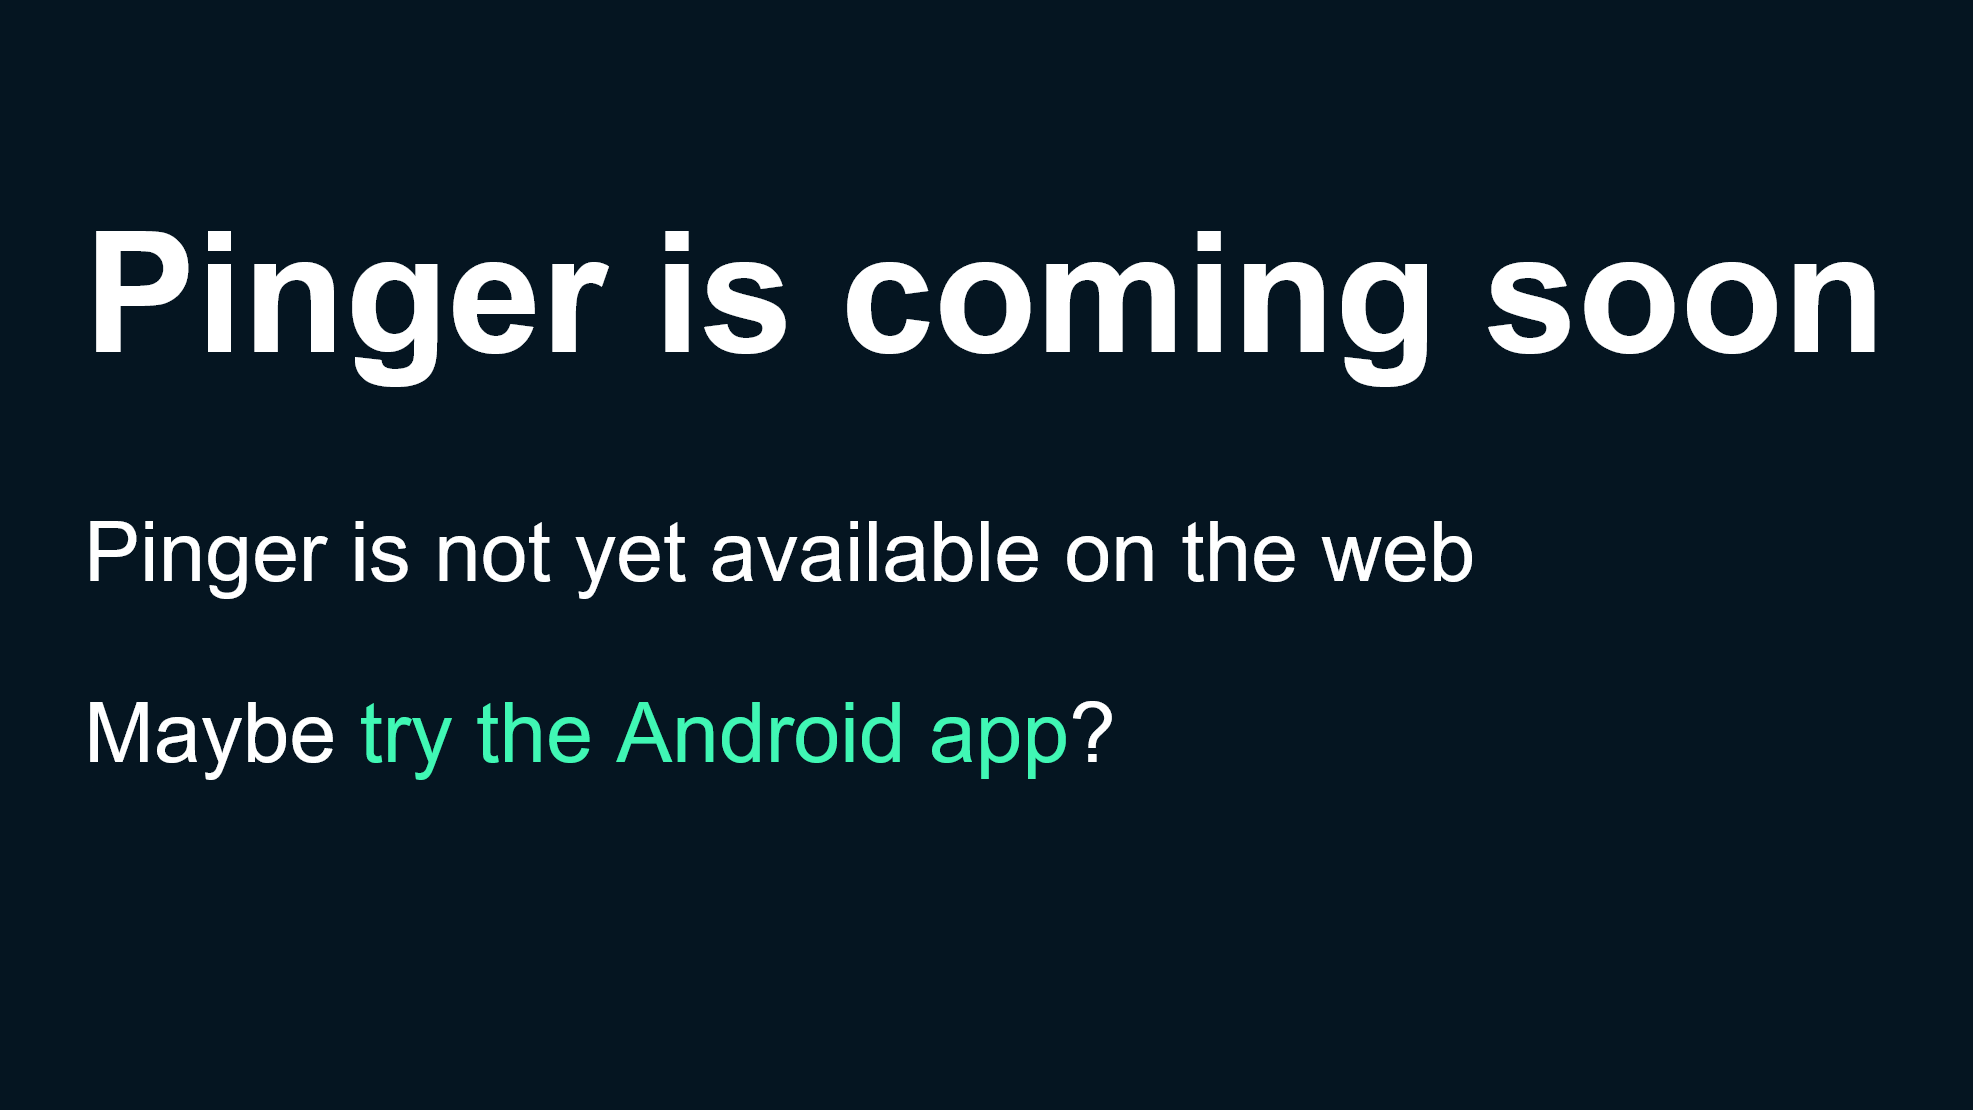 Pinger is coming soon
Pinger is not yet available on the web
Maybe try the Android app?